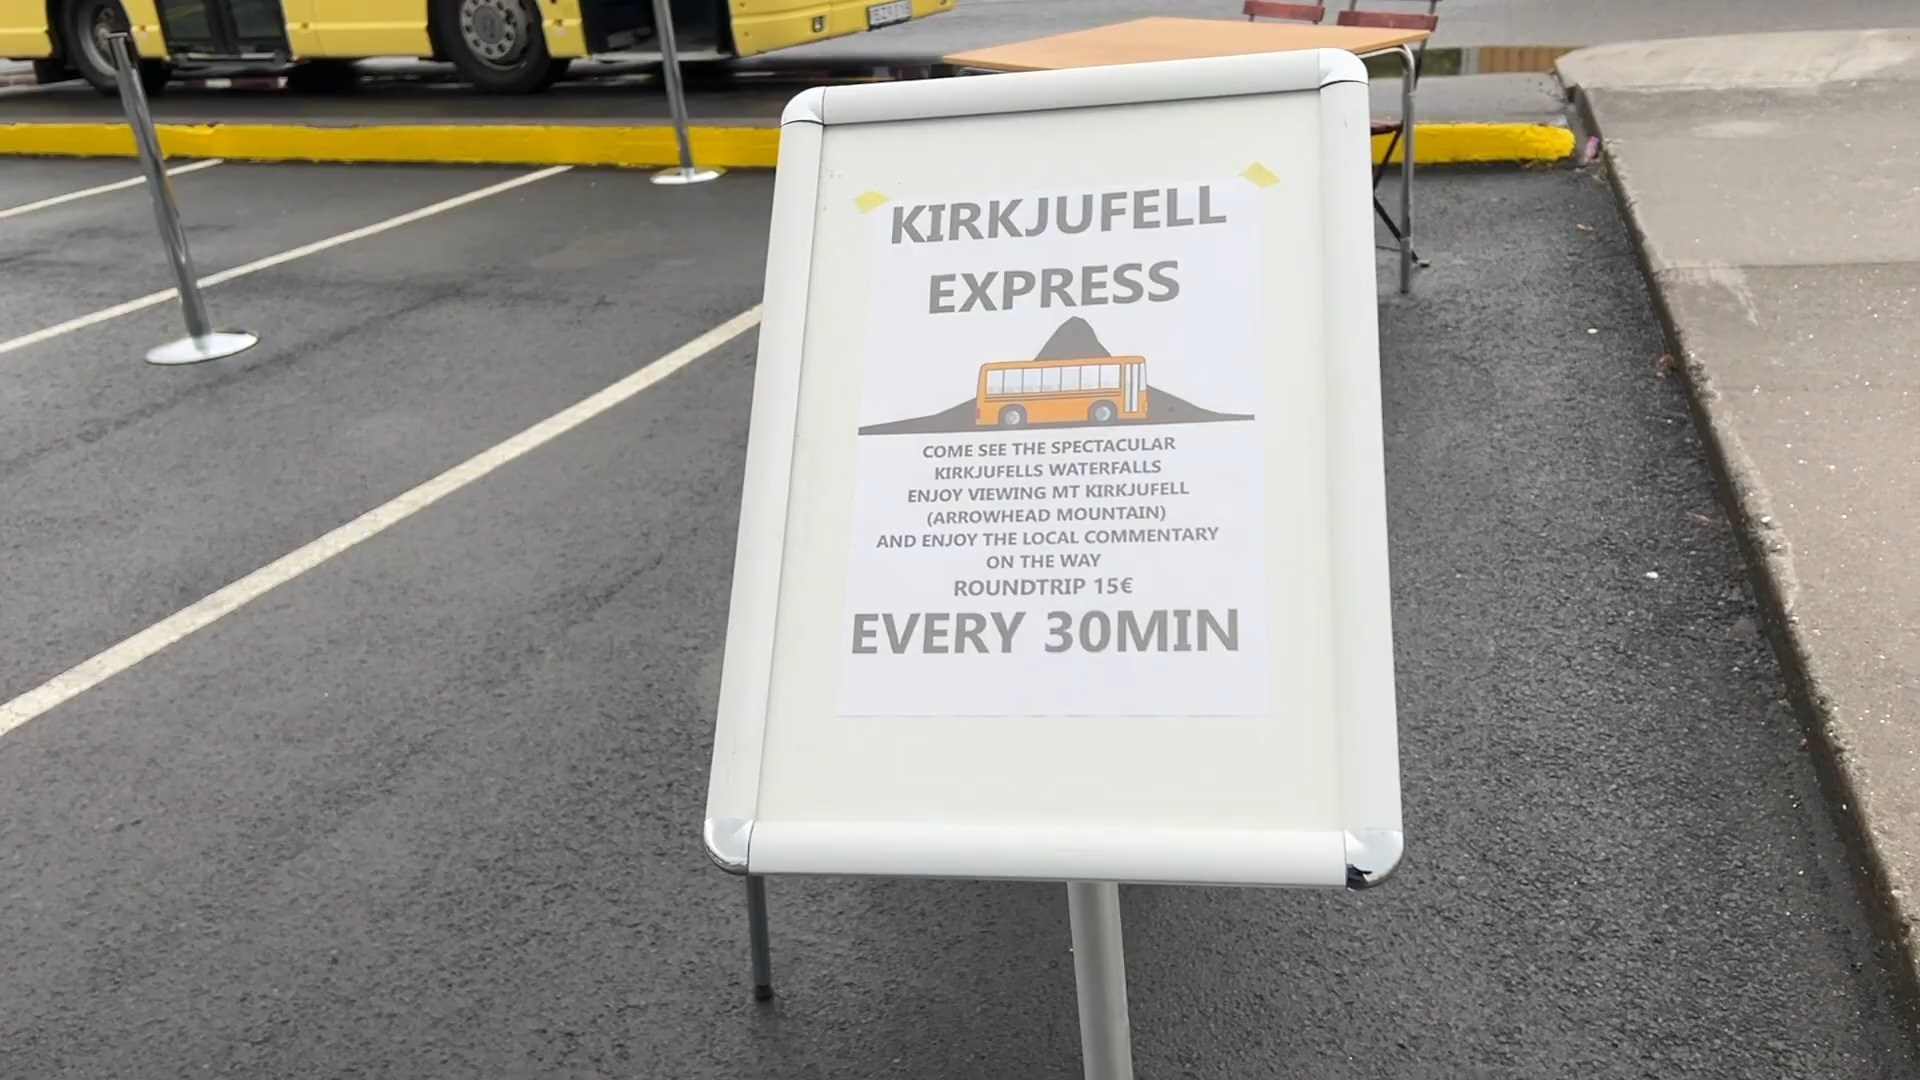 KIRKJUFELL
EXPRESS
COME SEE THE SPECTACULAR
KIRKJUFELLS WATERFALLS
ENJOY VIEWING MT KIRKJUFELL
(ARROWHEAD MOUNTAIN)
AND ENJOY THE LOCAL COMMENTARY
ON THE WAY
ROUNDTRIP 15€
EVERY 30MIN